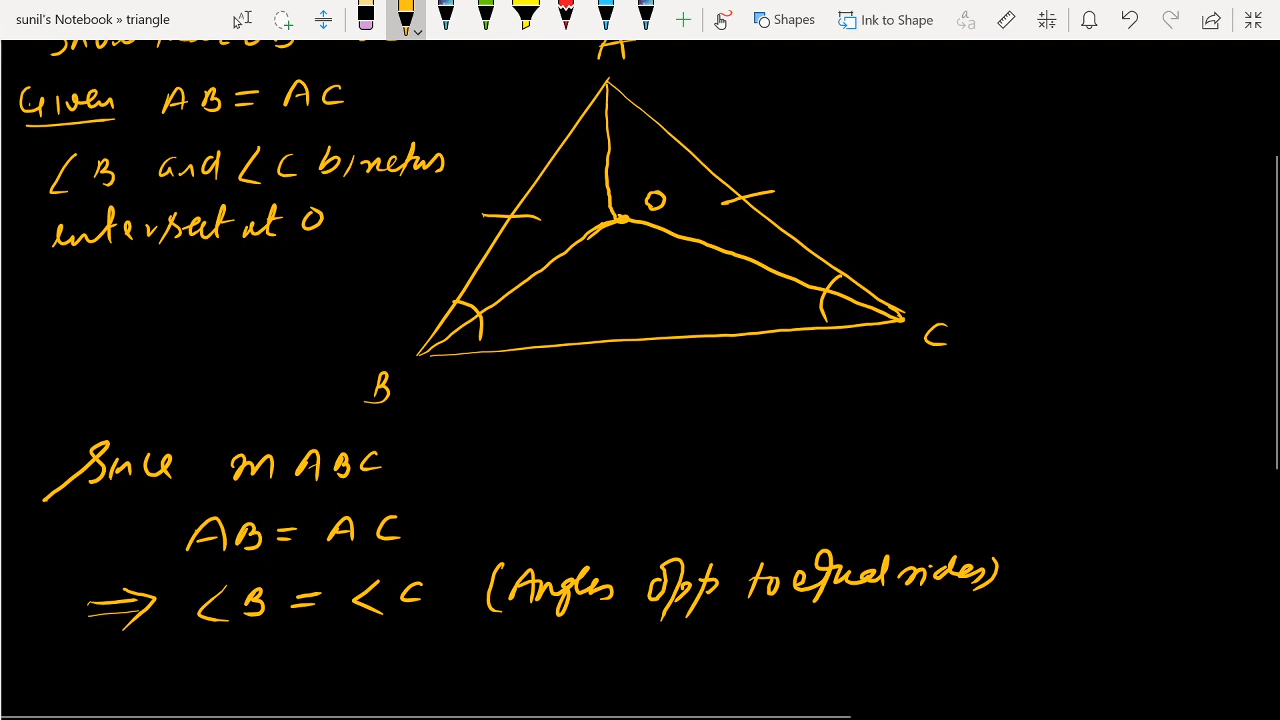 sunil's Notebook » triangle
Shapes
Ink to Shape
A
Given AB = AC
∠B and ∠C
intersect at O
O
C
B
Since in ABC
AB = AC
⇒ ∠B = ∠C (Angles opp to equal sides)